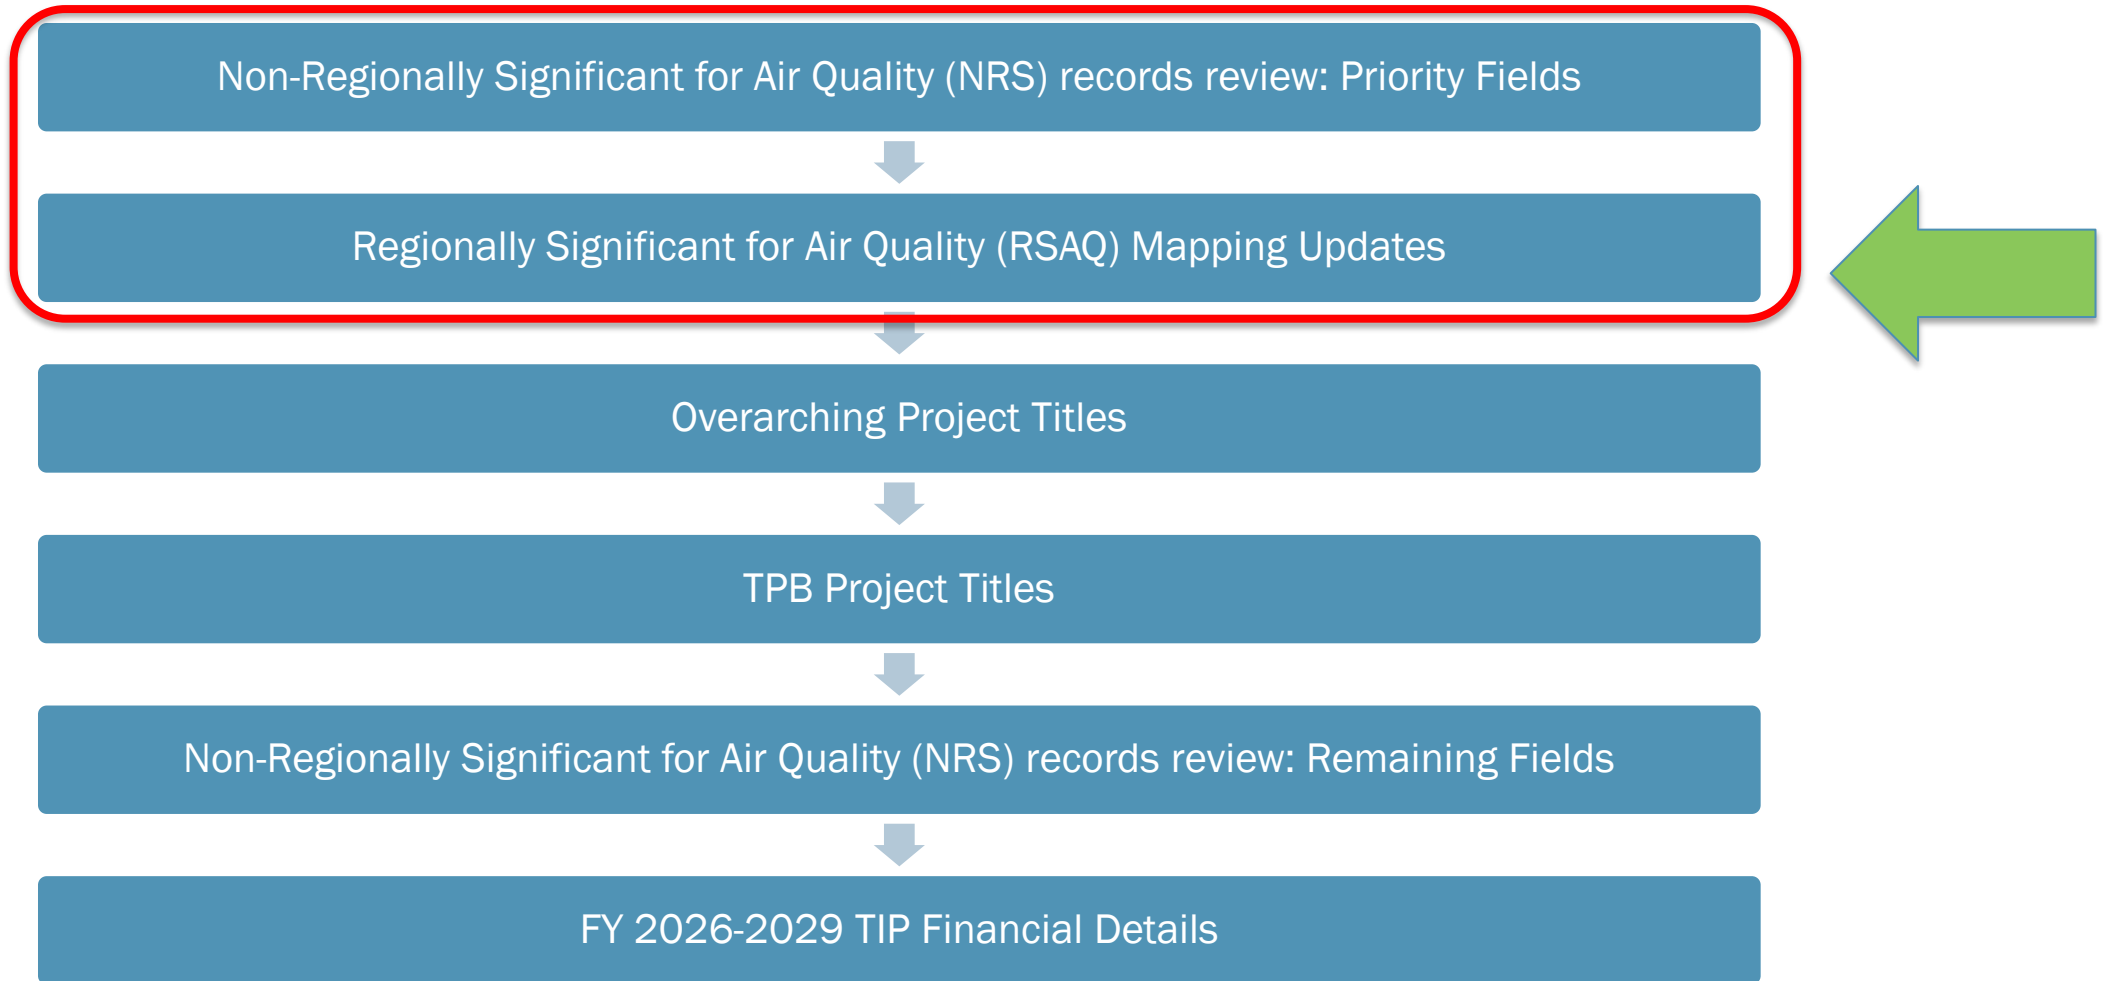 Non-Regionally Significant for Air Quality (NRS) records review: Priority Fields
Regionally Significant for Air Quality (RSAQ) Mapping Updates
Overarching Project Titles
TPB Project Titles
Non-Regionally Significant for Air Quality (NRS) records review: Remaining Fields
FY 2026-2029 TIP Financial Details